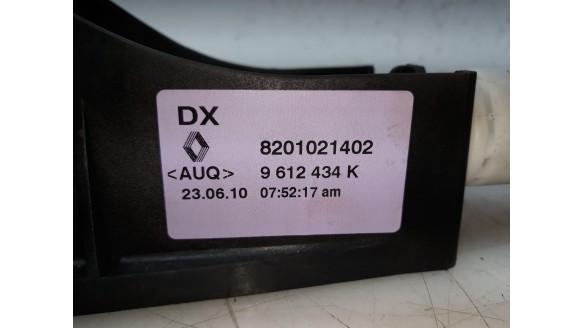 DX
8201021402
<AUQ> 9 612 434 K
23.06.10 07:52:17 am